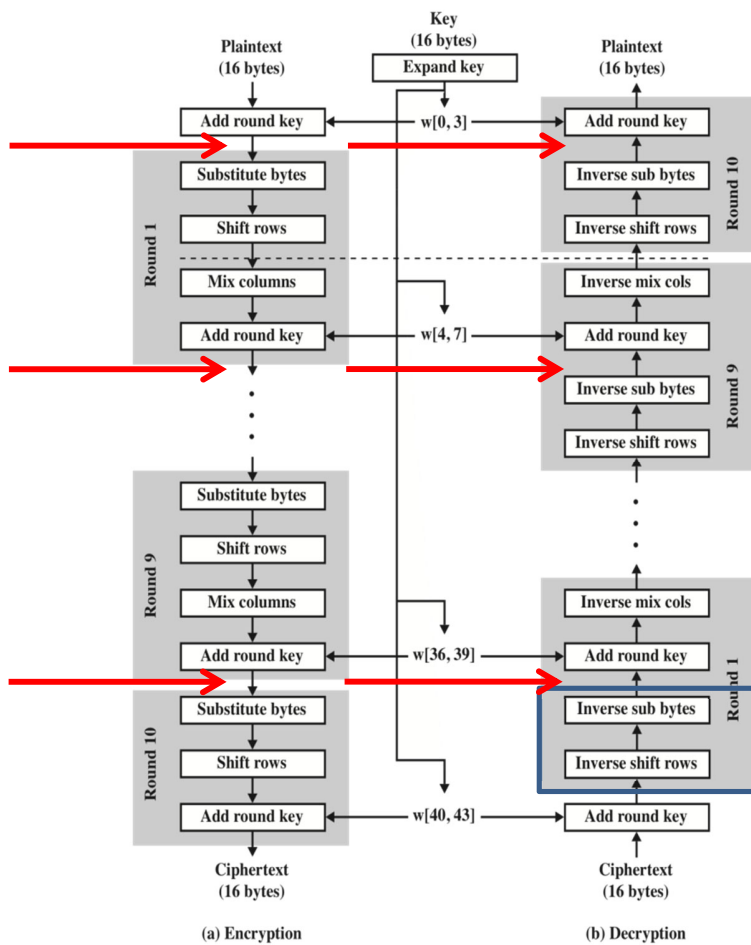 Key
(16 bytes)
Plaintext
(16 bytes)
Expand key
Plaintext
(16 bytes)
Add round key
w[0, 3]
Add round key
Substitute bytes
Inverse sub bytes
Round 10
Shift rows
Inverse shift rows
Round 1
Mix columns
Inverse mix cols
Add round key
w[4, 7]
Add round key
Inverse sub bytes
Round 9
Inverse shift rows
Substitute bytes
Shift rows
Round 9
Mix columns
Inverse mix cols
Add round key
w[36, 39]
Add round key
Round 1
Substitute bytes
Inverse sub bytes
Round 10
Shift rows
Inverse shift rows
Add round key
w[40, 43]
Add round key
Ciphertext
(16 bytes)
Ciphertext
(16 bytes)
(a) Encryption
(b) Decryption